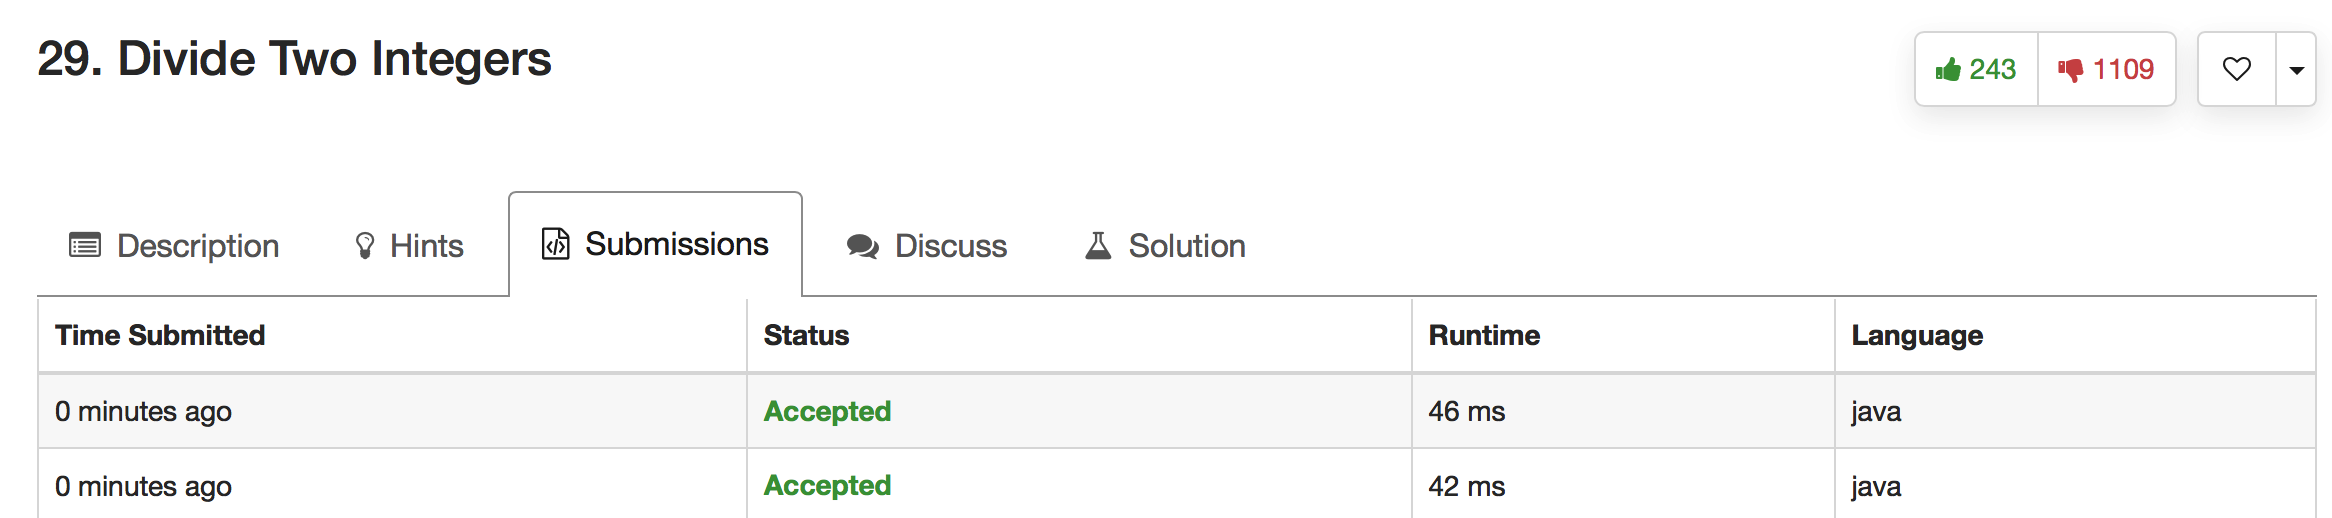 29. Divide Two Integers
243 1109
Description Hints Submissions Discuss Solution
Time Submitted Status Runtime Language
0 minutes ago Accepted 46 ms java
0 minutes ago Accepted 42 ms java